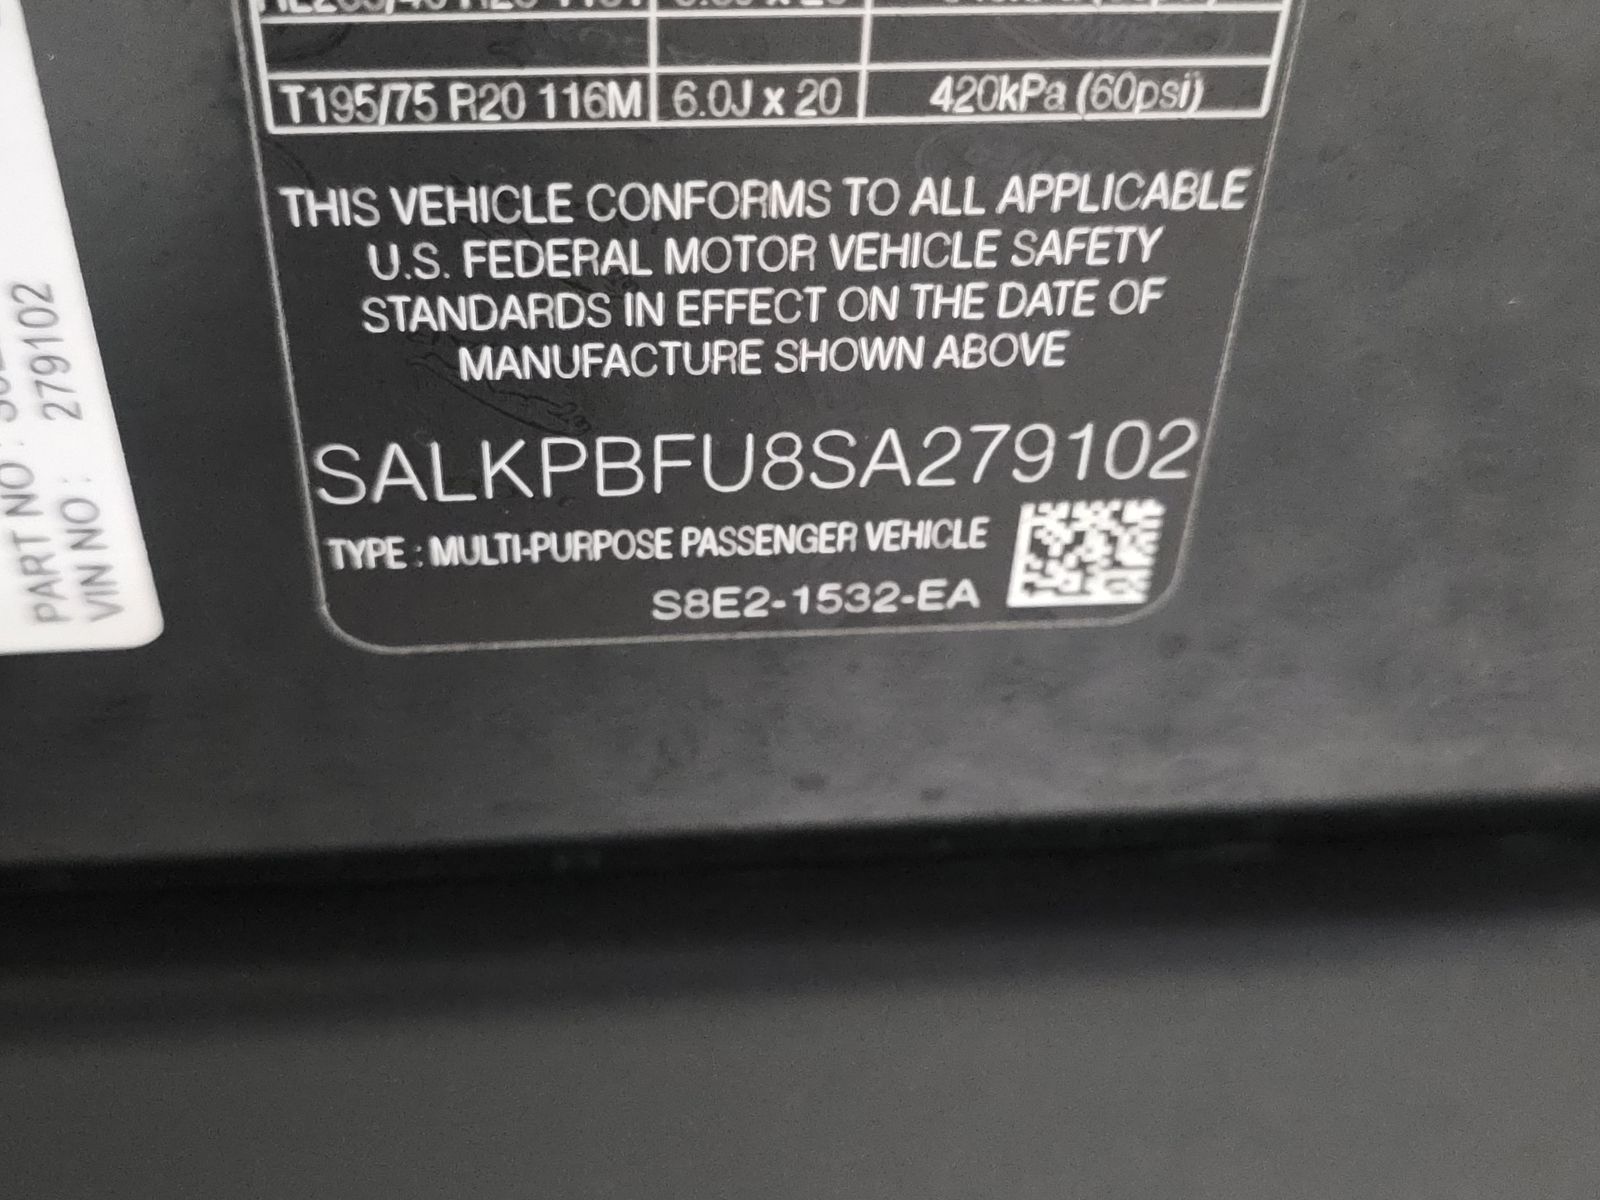 T195/75 R20 116M 6.0J x 20 420kPa (60psi)
THIS VEHICLE CONFORMS TO ALL APPLICABLE
U.S. FEDERAL MOTOR VEHICLE SAFETY
STANDARDS IN EFFECT ON THE DATE OF
MANUFACTURE SHOWN ABOVE
SALKPBFU8SA279102
TYPE : MULTI-PURPOSE PASSENGER VEHICLE
S8E2-1532-EA
PART NO :
VIN NO : 279102